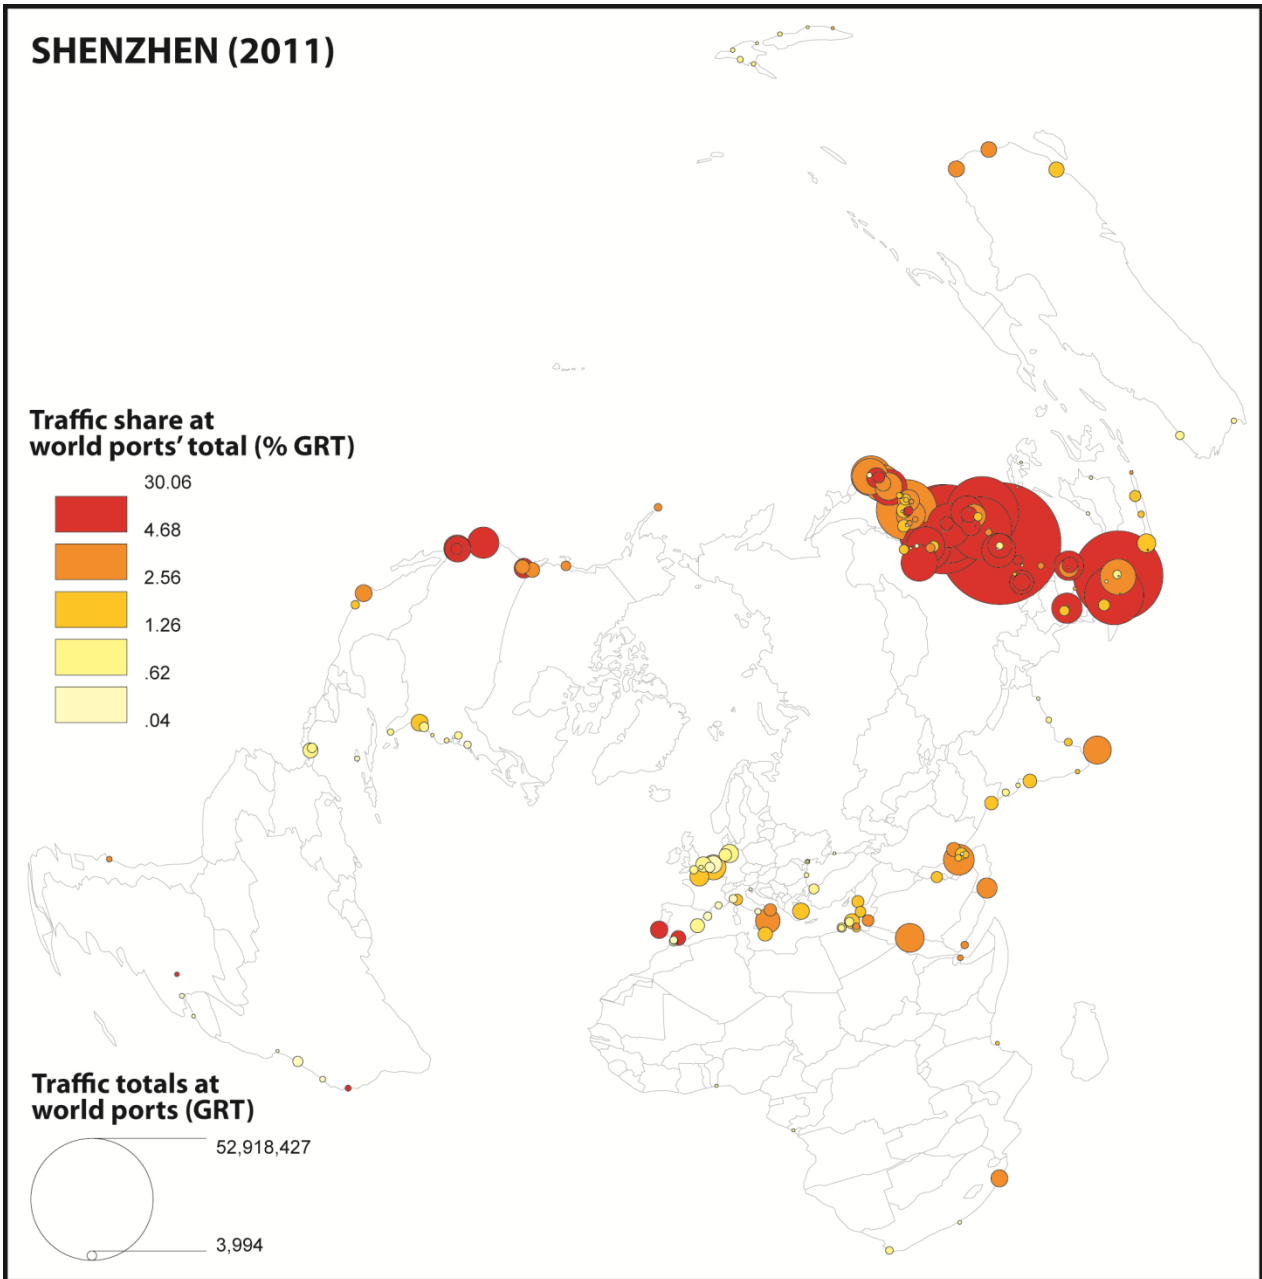 SHENZHEN (2011)
Traffic share at
world ports' total (% GRT)
30.06
4.68
2.56
1.26
.62
.04
Traffic totals at
world ports (GRT)
52,918,427
3,994